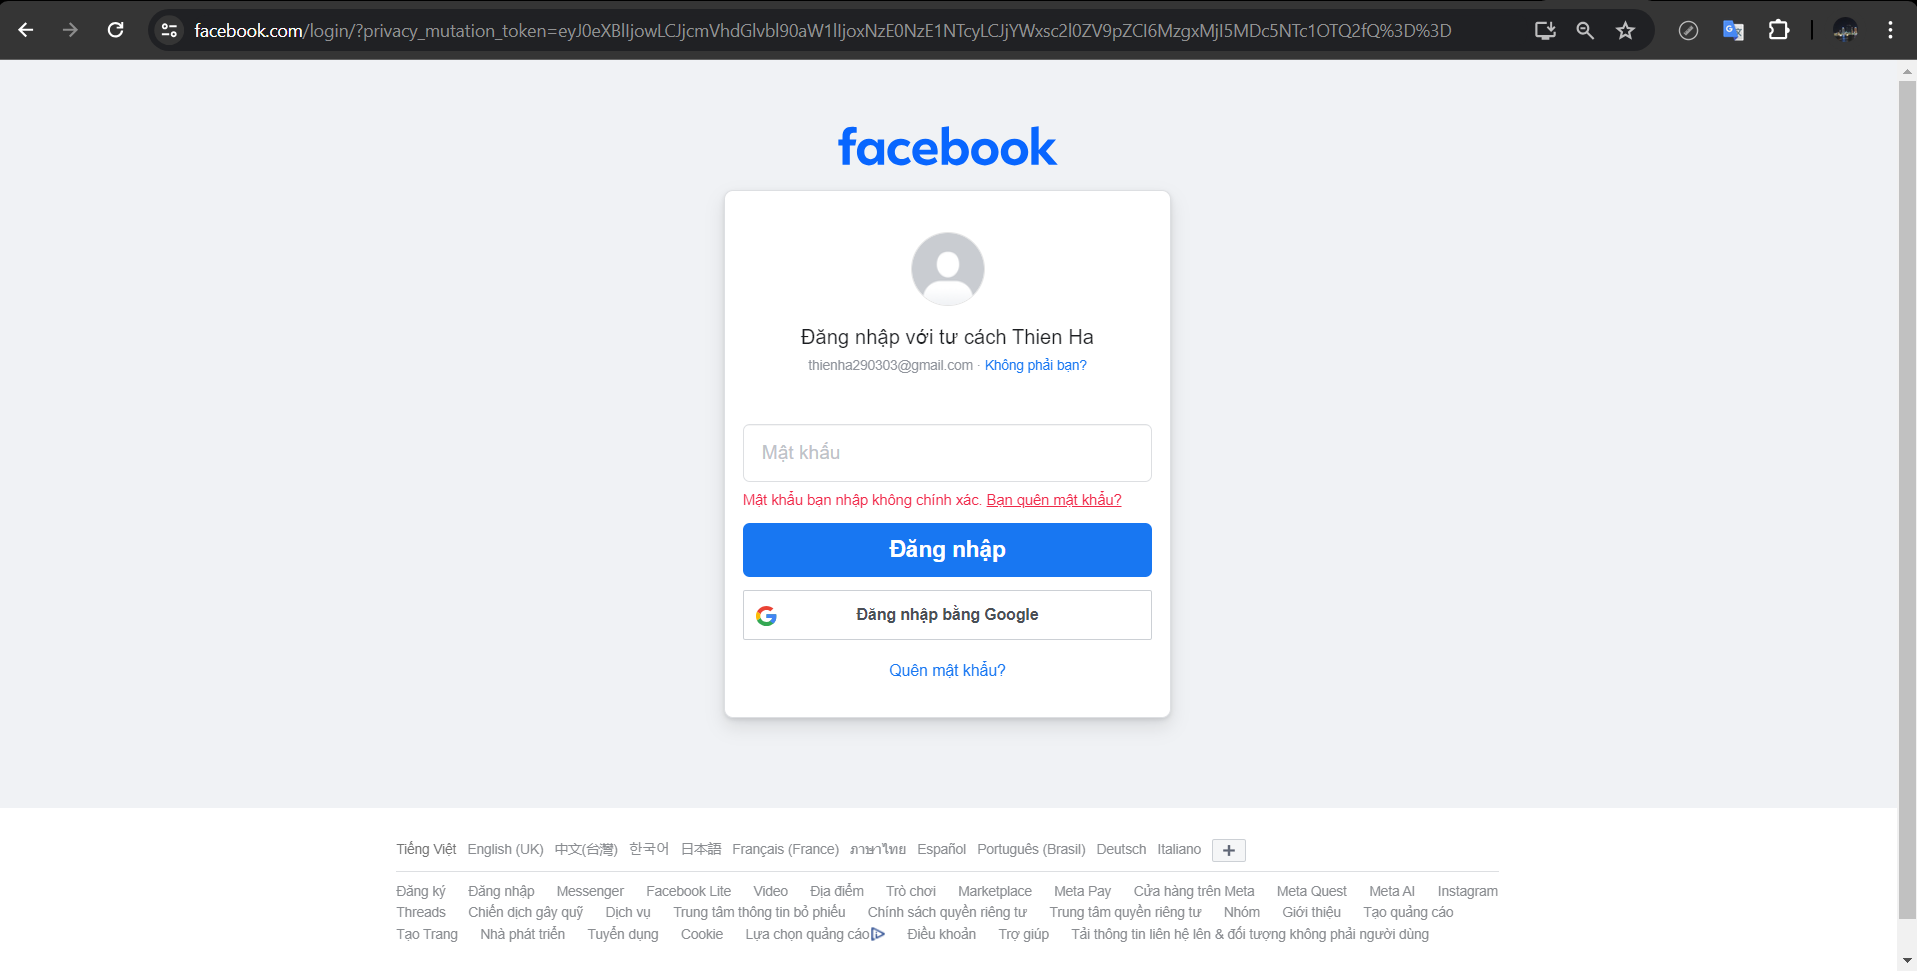 facebook.com/login/?privacy_mutation_token=eyJ0eXBlIjowLCJjcmVhdGlvbl90aW1lIjoxNzE0NzE1NTcyLCJjYWxsc2l0ZV9pZCI6MzgxMjI5MDc5NTc1OTQ2fQ%3D%3D
facebook
Đăng nhập với tư cách Thien Ha
thienha290303@gmail.com · Không phải bạn?
Mật khẩu
Mật khẩu bạn nhập không chính xác. Bạn quên mật khẩu?
Đăng nhập
Đăng nhập bằng Google
Quên mật khẩu?
Tiếng Việt English (UK) 中文(台灣) 한국어 日本語 Français (France) ภาษาไทย Español Português (Brasil) Deutsch Italiano
Đăng ký Đăng nhập Messenger Facebook Lite Video Địa điểm Trò chơi Marketplace Meta Pay Cửa hàng trên Meta Meta Quest Meta AI Instagram
Threads Chiến dịch gây quỹ Dịch vụ Trung tâm thông tin bỏ phiếu Chính sách quyền riêng tư Trung tâm quyền riêng tư Nhóm Giới thiệu Tạo quảng cáo
Tạo Trang Nhà phát triển Tuyển dụng Cookie Lựa chọn quảng cáo Điều khoản Trợ giúp Tải thông tin liên hệ lên & đối tượng không phải người dùng